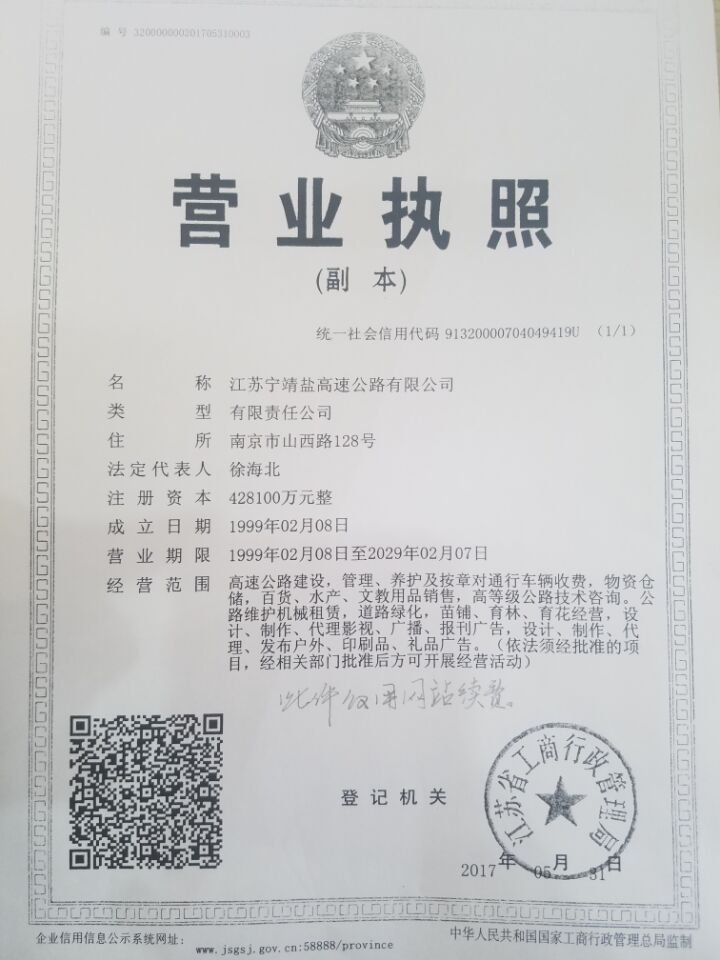 编 号 320000000201705310003
营业执照
(副 本)
统一社会信用代码 91320000704049419U （1/1）
名 称 江苏宁靖盐高速公路有限公司
类 型 有限责任公司
住 所 南京市山西路128号
法定代表人 徐海北
注册资本 428100万元整
成立日期 1999年02月08日
营业期限 1999年02月08日至2029年02月07日
经营范围 高速公路建设，管理、养护及按章对通行车辆收费，物资仓
储，百货、水产、文教用品销售，高等级公路技术咨询。公
路维护机械租赁，道路绿化，苗铺、育林、育花经营，设
计、制作、代理影视、广播、报刊广告，设计、制作、代
理、发布户外、印刷品、礼品广告。（依法须经批准的项
目，经相关部门批准后方可开展经营活动）
此件仅用网站续费。
登记机关
江苏省工商行政管理局
2017年05月31日
企业信用信息公示系统网址：
www.jsgsj.gov.cn:58888/province
中华人民共和国国家工商行政管理总局监制